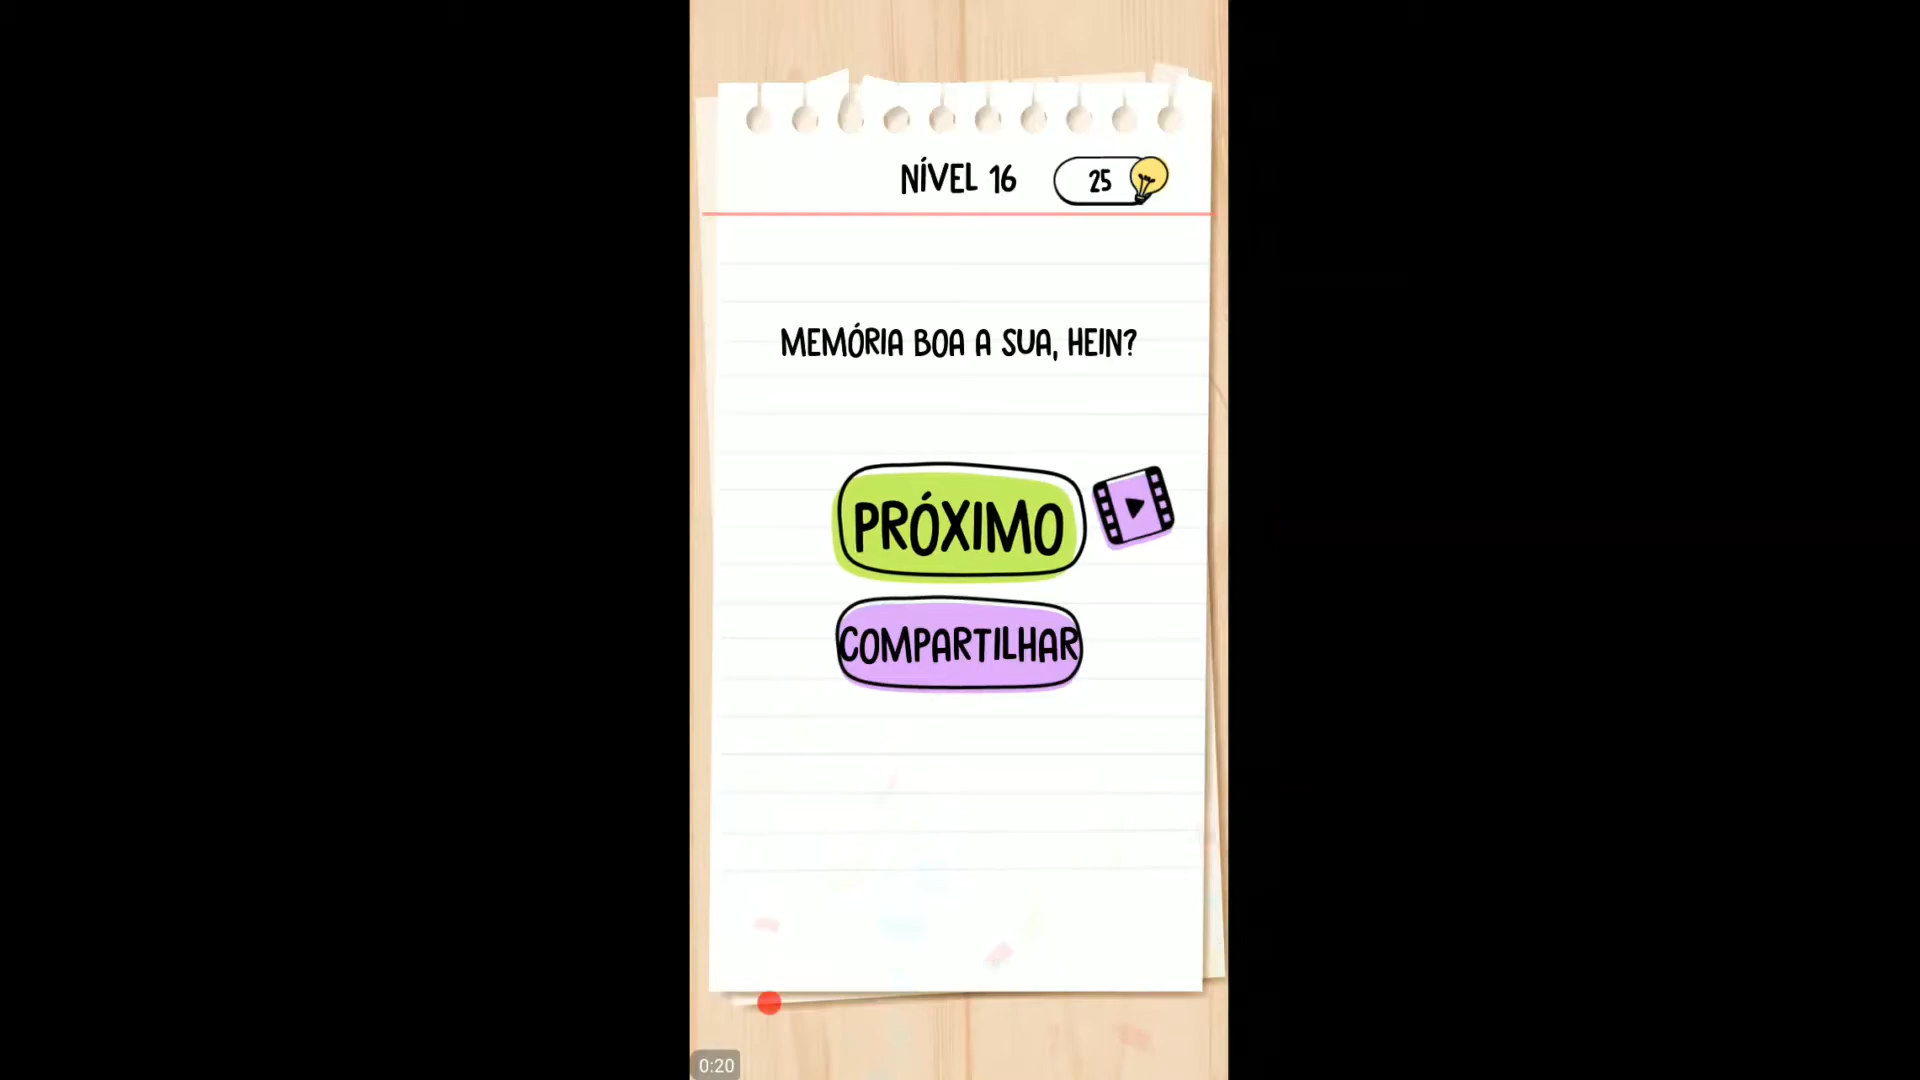 NÍVEL 16
25
MEMÓRIA BOA A SUA, HEIN?
PRÓXIMO
COMPARTILHAR
0:20